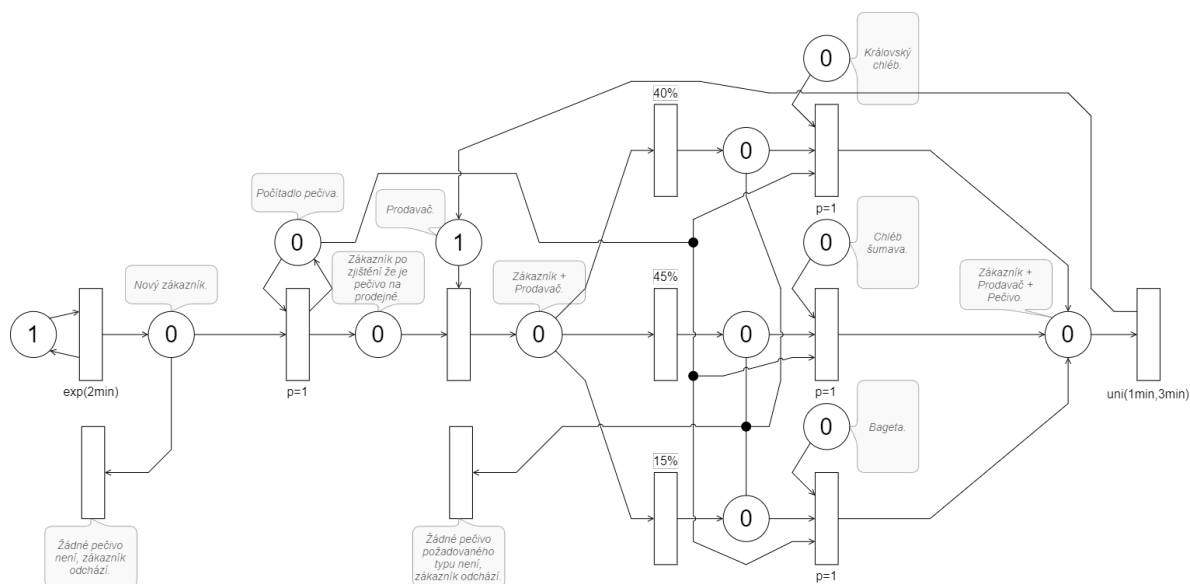 0
Královský
chléb.
40%
0
p=1
Počítadlo pečiva.
Prodavač.
0
1
0
Chléb
šumava.
Nový zákazník.
Zákazník po
zjištění že je
pečivo na
prodejně.
Zákazník +
Prodavač.
Zákazník +
Prodavač +
Pečivo.
1
0
0
0
0
0
exp(2min)
p=1
45%
p=1
uni(1min,3min)
0
Bageta.
15%
0
p=1
Žádné pečivo
není, zákazník
odchází.
Žádné pečivo
požadovaného
typu není,
zákazník odchází.